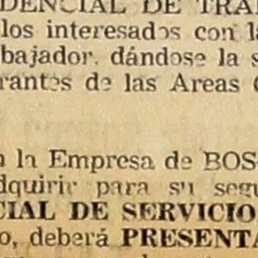 DENCIAL DE TRA
los interesados con la
bajador, dándose la s
rantes de las Areas
n la Empresa de BOS
dquirir para su segu
CIAL DE SERVICIO
o, deberá PRESENTA